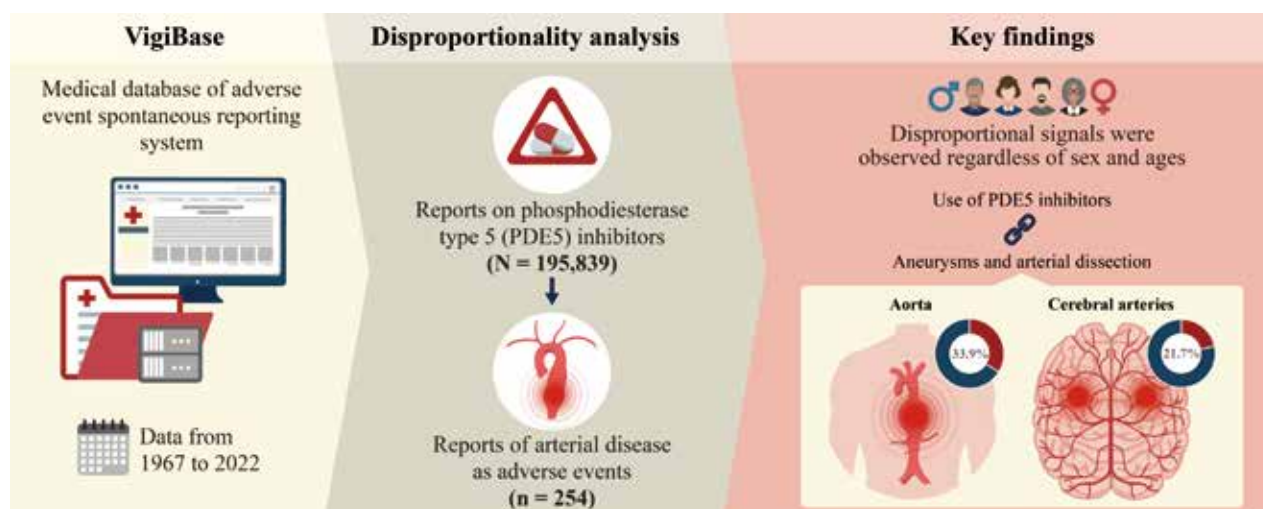 VigiBase
Medical database of adverse
event spontaneous reporting
system
Data from
1967 to 2022
Disproportionality analysis
Reports on phosphodiesterase
type 5 (PDE5) inhibitors
(N = 195,839)
Reports of arterial disease
as adverse events
(n = 254)
Key findings
Disproportional signals were
observed regardless of sex and ages
Use of PDE5 inhibitors
Aneurysms and arterial dissection
Aorta
33.9%
Cerebral arteries
21.7%